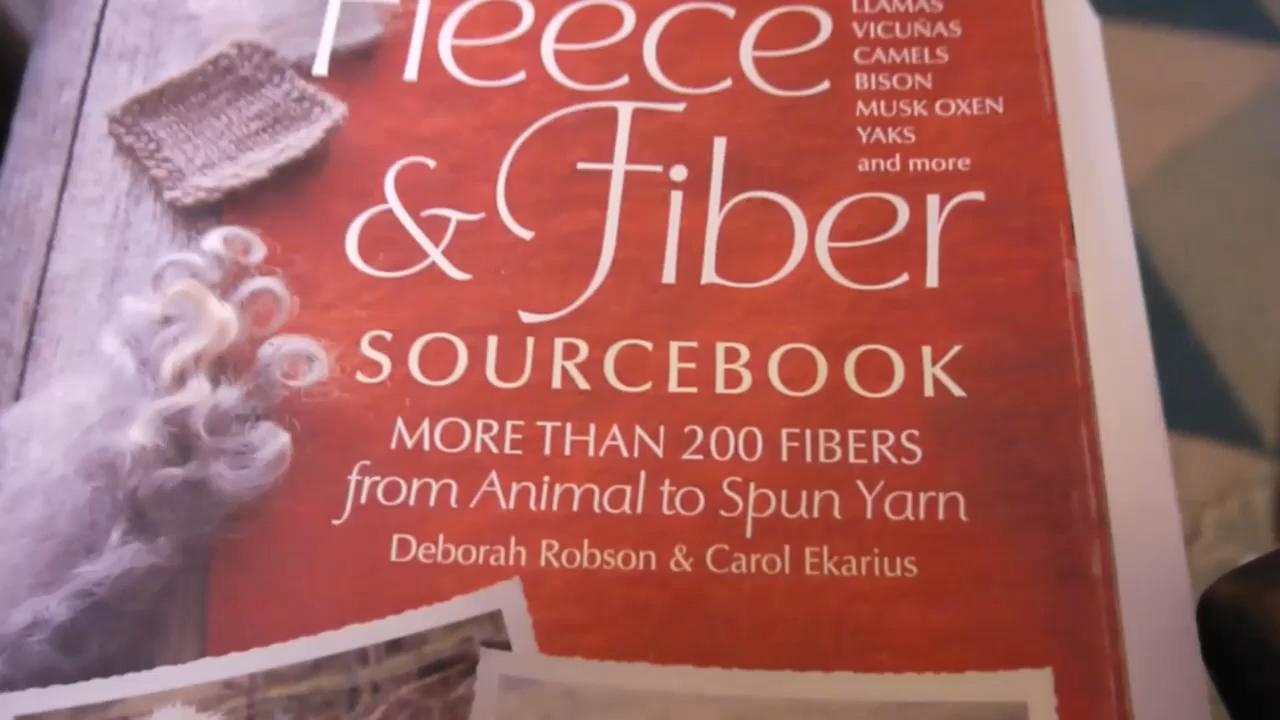 Fleece
LLAMAS
VICUÑAS
CAMELS
BISON
MUSK OXEN
YAKS
and more
& Fiber
SOURCEBOOK
MORE THAN 200 FIBERS
from Animal to Spun Yarn
Deborah Robson & Carol Ekarius